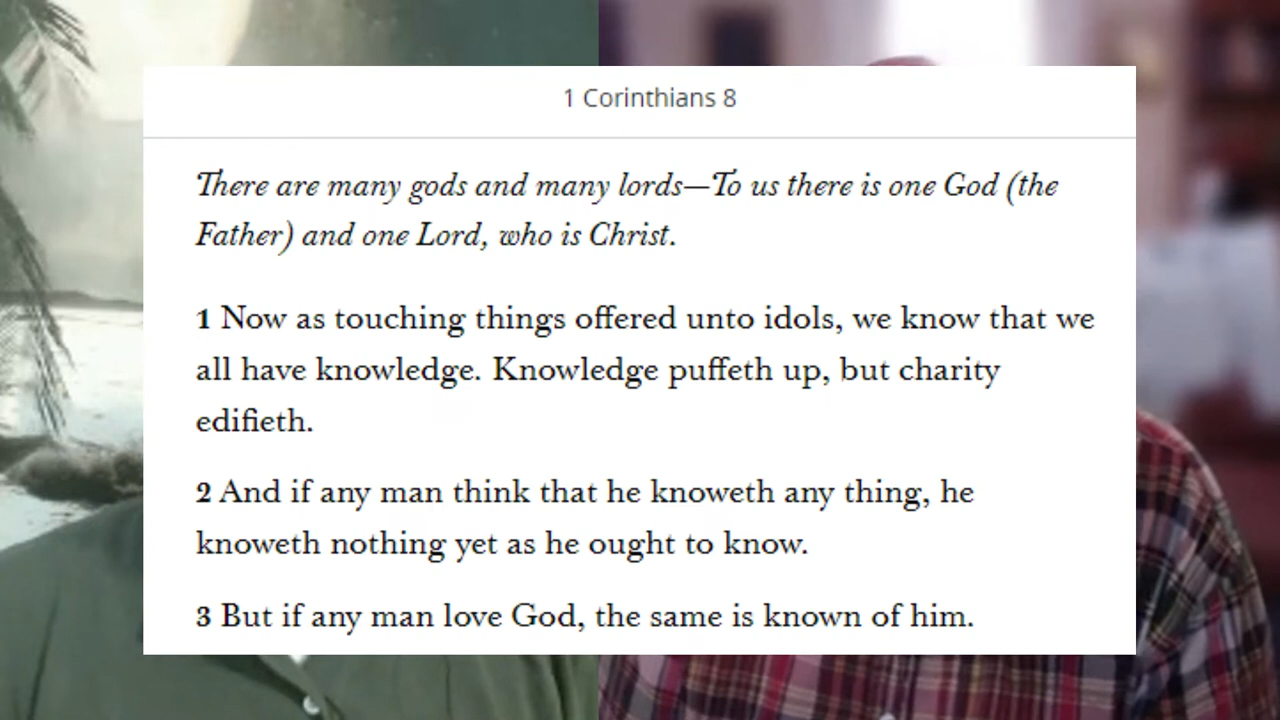 1 Corinthians 8
There are many gods and many lords—To us there is one God (the
Father) and one Lord, who is Christ.
1 Now as touching things offered unto idols, we know that we
all have knowledge. Knowledge puffeth up, but charity
edifieth.
2 And if any man think that he knoweth any thing, he
knoweth nothing yet as he ought to know.
3 But if any man love God, the same is known of him.